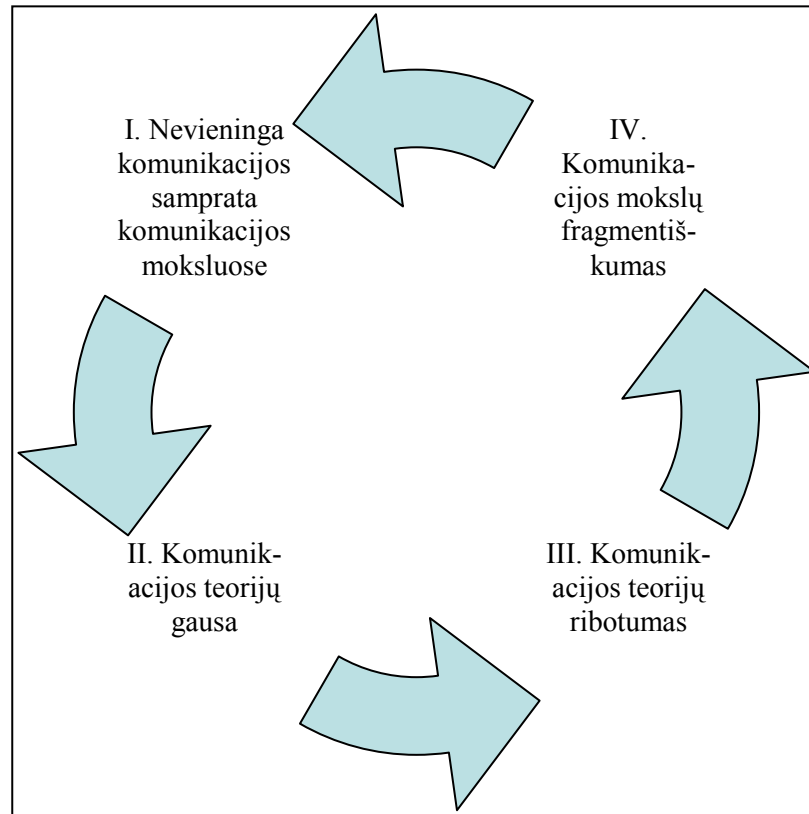 I. Nevieninga
komunikacijos
samprata
komunikacijos
moksluose
II. Komunik-
acijos teorijų
gausa
III. Komunik-
acijos teorijų
ribotumas
IV.
Komunika-
cijos mokslų
fragmentiš-
kumas